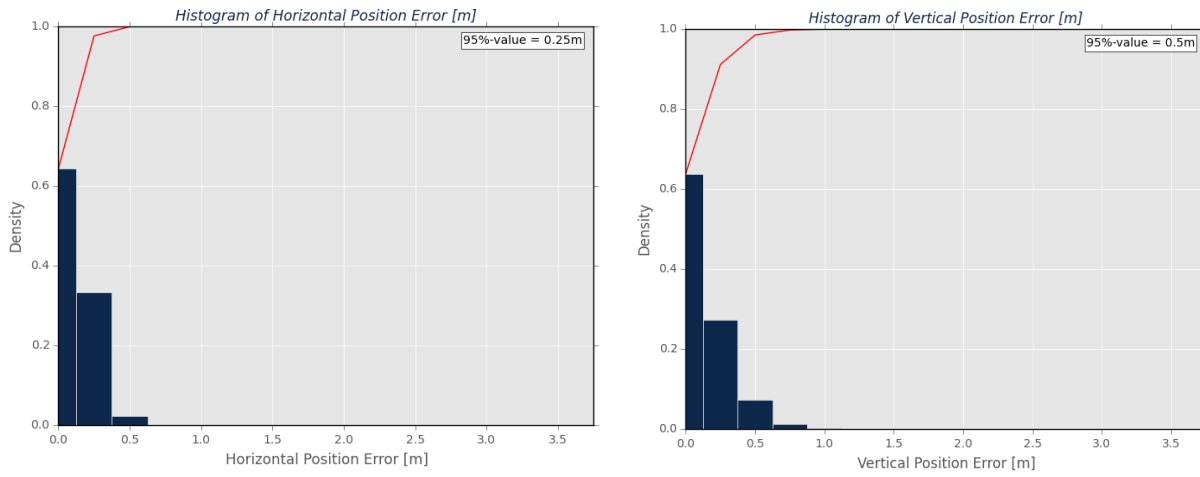 Histogram of Horizontal Position Error [m]
95%-value = 0.25m
1.0
0.8
0.6
0.4
0.2
0.0
Density
0.0 0.5 1.0 1.5 2.0 2.5 3.0 3.5
Horizontal Position Error [m]
Histogram of Vertical Position Error [m]
95%-value = 0.5m
1.0
0.8
0.6
0.4
0.2
0.0
Density
0.0 0.5 1.0 1.5 2.0 2.5 3.0 3.5
Vertical Position Error [m]